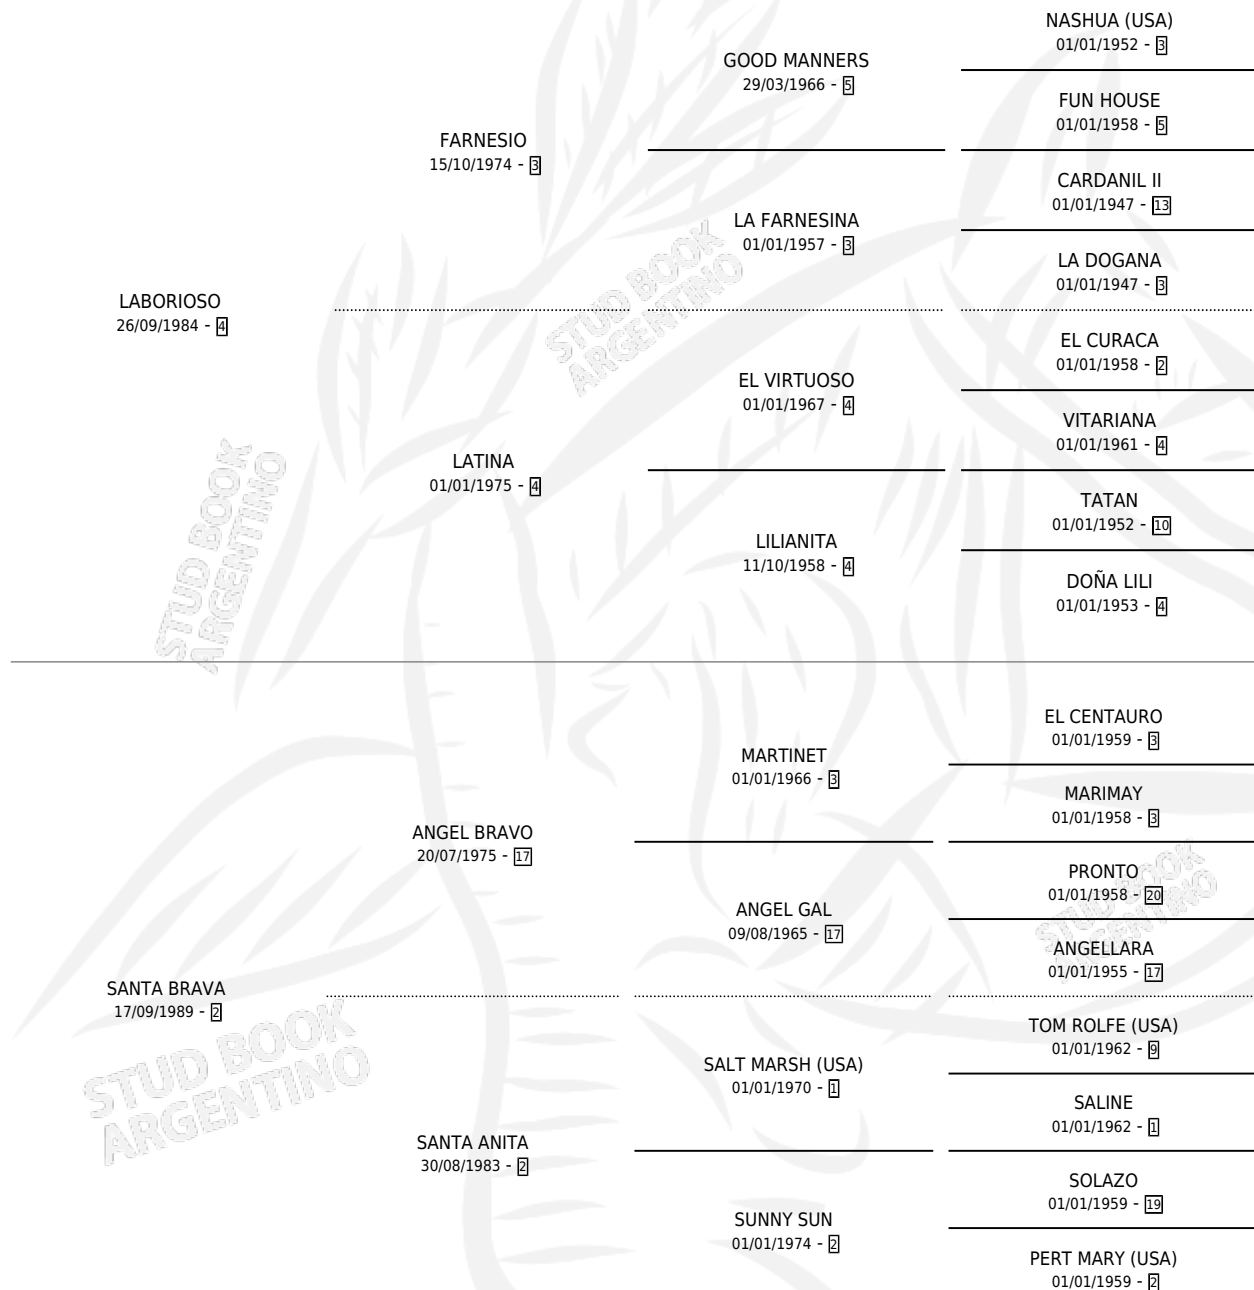 NASHUA (USA)
01/01/1952 - 3
GOOD MANNERS
29/03/1966 - 5
FUN HOUSE
01/01/1958 - 5
FARNESIO
15/10/1974 - 3
CARDANIL II
01/01/1947 - 13
LA FARNESINA
01/01/1957 - 3
LA DOGANA
01/01/1947 - 3
LABORIOSO
26/09/1984 - 4
EL CURACA
01/01/1958 - 2
EL VIRTUOSO
01/01/1967 - 4
VITARIANA
01/01/1961 - 4
LATINA
01/01/1975 - 4
TATAN
01/01/1952 - 10
LILIANITA
11/10/1958 - 4
DOÑA LILI
01/01/1953 - 4
STUD BOOK
ARGENTINO
STUD BOOK
ARGENTINO
EL CENTAURO
01/01/1959 - 3
MARTINET
01/01/1966 - 3
MARIMAY
01/01/1958 - 3
ANGEL BRAVO
20/07/1975 - 17
PRONTO
01/01/1958 - 20
ANGEL GAL
09/08/1965 - 17
ANGELLARA
01/01/1955 - 17
STUD BOOK
ARGENTINO
SANTA BRAVA
17/09/1989 - 2
TOM ROLFE (USA)
01/01/1962 - 9
SALT MARSH (USA)
01/01/1970 - 1
SALINE
01/01/1962 - 1
STUD BOOK
ARGENTINO
SANTA ANITA
30/08/1983 - 2
SOLAZO
01/01/1959 - 19
SUNNY SUN
01/01/1974 - 2
PERT MARY (USA)
01/01/1959 - 2